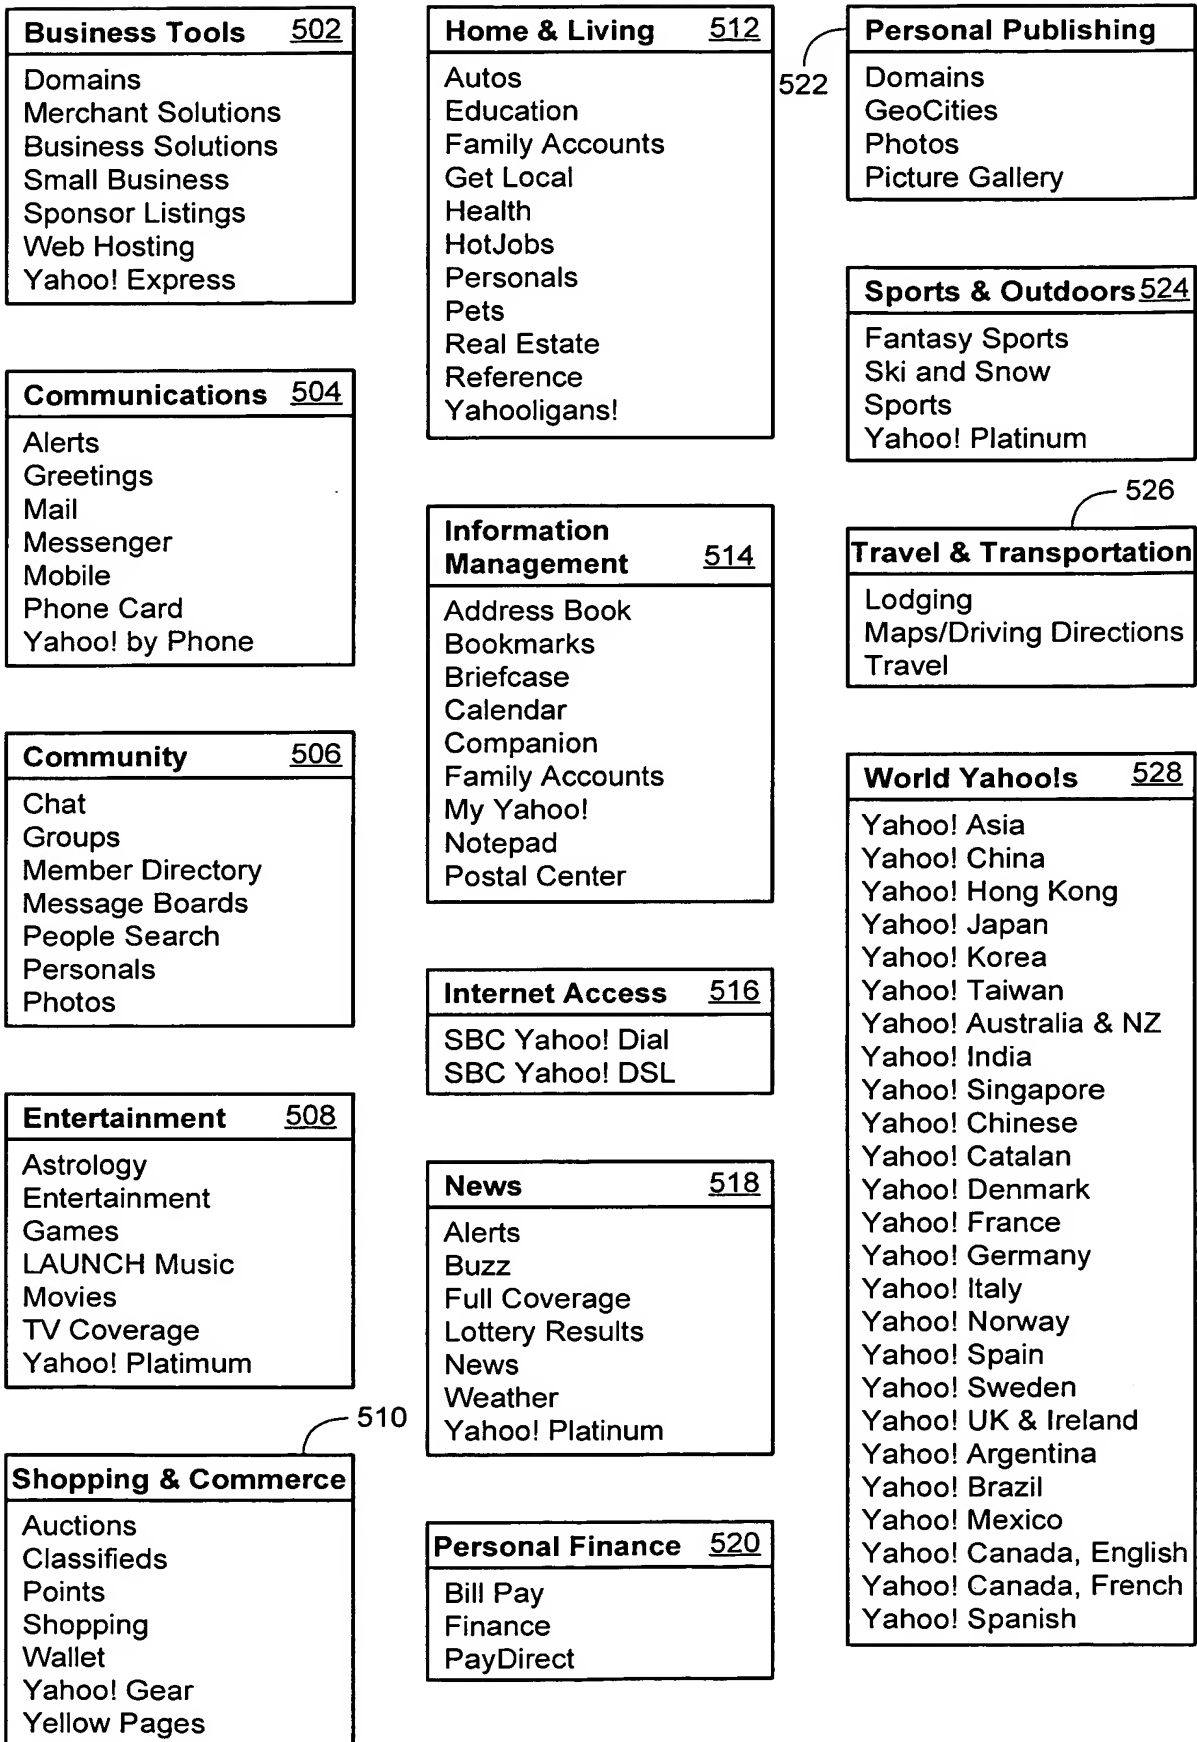 Business Tools 502
Domains
Merchant Solutions
Business Solutions
Small Business
Sponsor Listings
Web Hosting
Yahoo! Express
Communications 504
Alerts
Greetings
Mail
Messenger
Mobile
Phone Card
Yahoo! by Phone
Community 506
Chat
Groups
Member Directory
Message Boards
People Search
Personals
Photos
Entertainment 508
Astrology
Entertainment
Games
LAUNCH Music
Movies
TV Coverage
Yahoo! Platimum
510
Shopping & Commerce
Auctions
Classifieds
Points
Shopping
Wallet
Yahoo! Gear
Yellow Pages
Home & Living 512
Autos
Education
Family Accounts
Get Local
Health
HotJobs
Personals
Pets
Real Estate
Reference
Yahooligans!
Information
Management 514
Address Book
Bookmarks
Briefcase
Calendar
Companion
Family Accounts
My Yahoo!
Notepad
Postal Center
Internet Access 516
SBC Yahoo! Dial
SBC Yahoo! DSL
News 518
Alerts
Buzz
Full Coverage
Lottery Results
News
Weather
Yahoo! Platinum
Personal Finance 520
Bill Pay
Finance
PayDirect
522
Personal Publishing
Domains
GeoCities
Photos
Picture Gallery
Sports & Outdoors 524
Fantasy Sports
Ski and Snow
Sports
Yahoo! Platinum
526
Travel & Transportation
Lodging
Maps/Driving Directions
Travel
World Yahoo!s 528
Yahoo! Asia
Yahoo! China
Yahoo! Hong Kong
Yahoo! Japan
Yahoo! Korea
Yahoo! Taiwan
Yahoo! Australia & NZ
Yahoo! India
Yahoo! Singapore
Yahoo! Chinese
Yahoo! Catalan
Yahoo! Denmark
Yahoo! France
Yahoo! Germany
Yahoo! Italy
Yahoo! Norway
Yahoo! Spain
Yahoo! Sweden
Yahoo! UK & Ireland
Yahoo! Argentina
Yahoo! Brazil
Yahoo! Mexico
Yahoo! Canada, English
Yahoo! Canada, French
Yahoo! Spanish